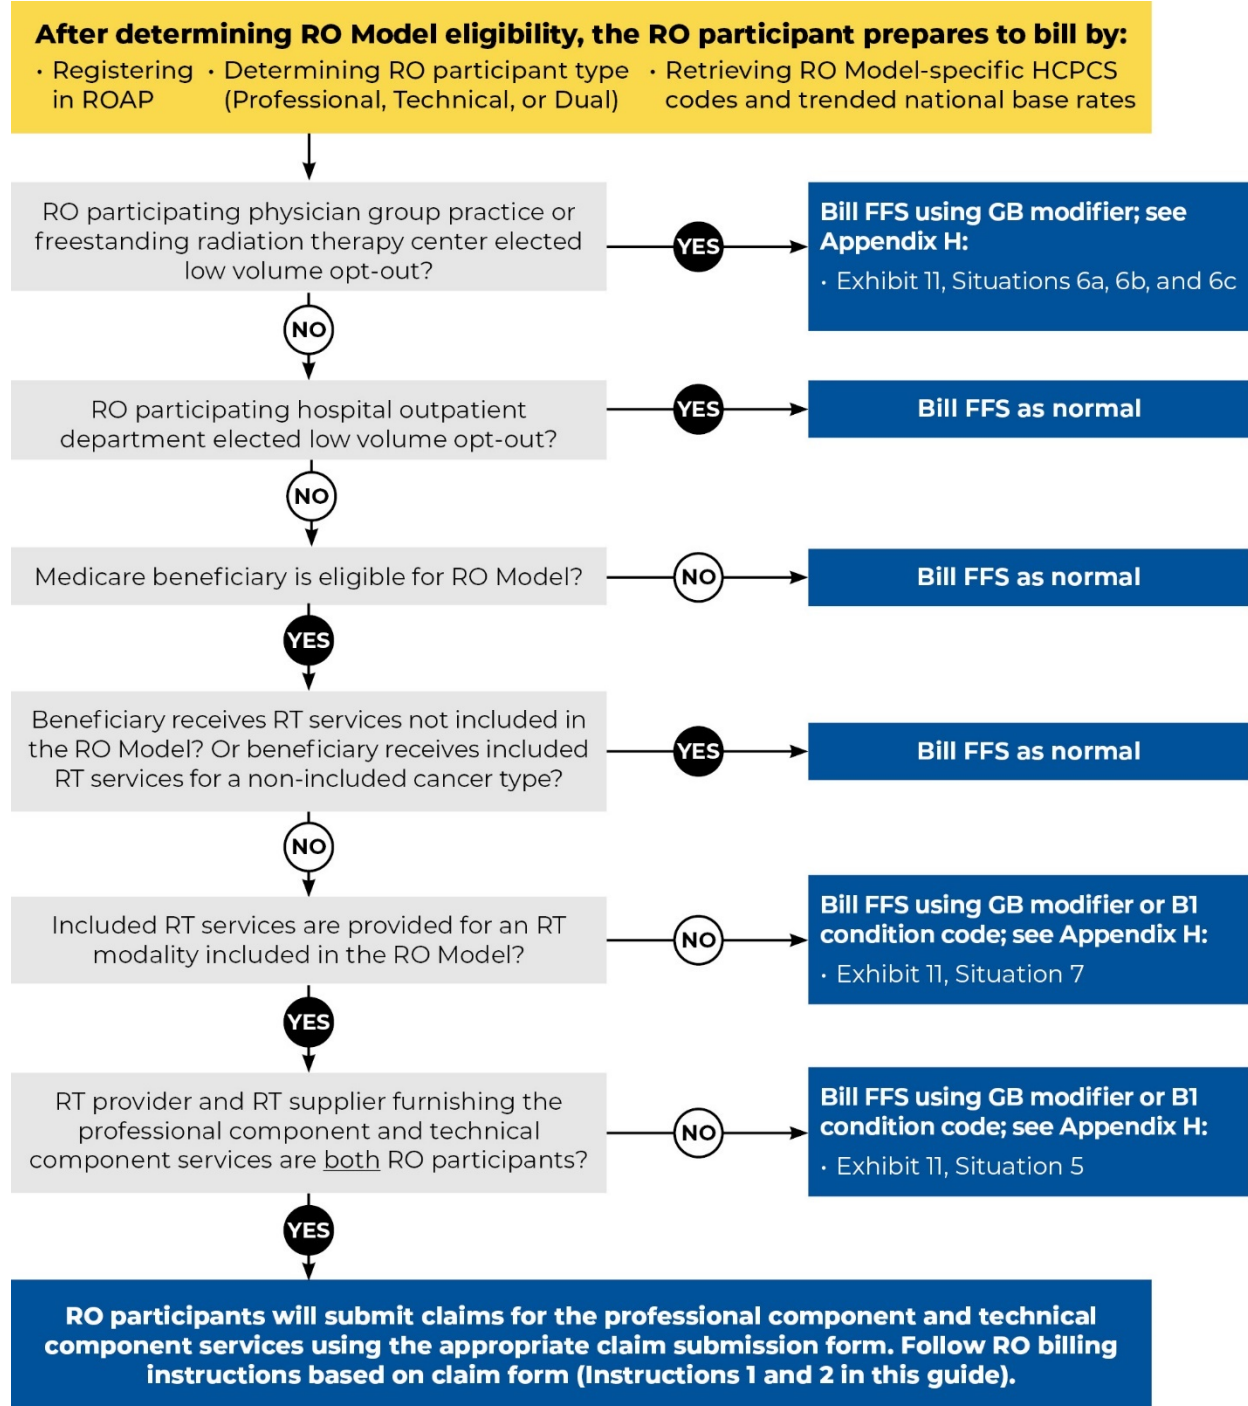 After determining RO Model eligibility, the RO participant prepares to bill by:
· Registering in ROAP
· Determining RO participant type (Professional, Technical, or Dual)
· Retrieving RO Model-specific HCPCS codes and trended national base rates
RO participating physician group practice or
freestanding radiation therapy center elected
low volume opt-out?
YES
Bill FFS using GB modifier; see
Appendix H:
· Exhibit 11, Situations 6a, 6b, and 6c
NO
RO participating hospital outpatient
department elected low volume opt-out?
YES
Bill FFS as normal
NO
Medicare beneficiary is eligible for RO Model?
NO
Bill FFS as normal
YES
Beneficiary receives RT services not included in
the RO Model? Or beneficiary receives included
RT services for a non-included cancer type?
YES
Bill FFS as normal
NO
Included RT services are provided for an RT
modality included in the RO Model?
NO
Bill FFS using GB modifier or B1
condition code; see Appendix H:
· Exhibit 11, Situation 7
YES
RT provider and RT supplier furnishing the
professional component and technical
component services are both RO participants?
NO
Bill FFS using GB modifier or B1
condition code; see Appendix H:
· Exhibit 11, Situation 5
YES
RO participants will submit claims for the professional component and technical
component services using the appropriate claim submission form. Follow RO billing
instructions based on claim form (Instructions 1 and 2 in this guide).